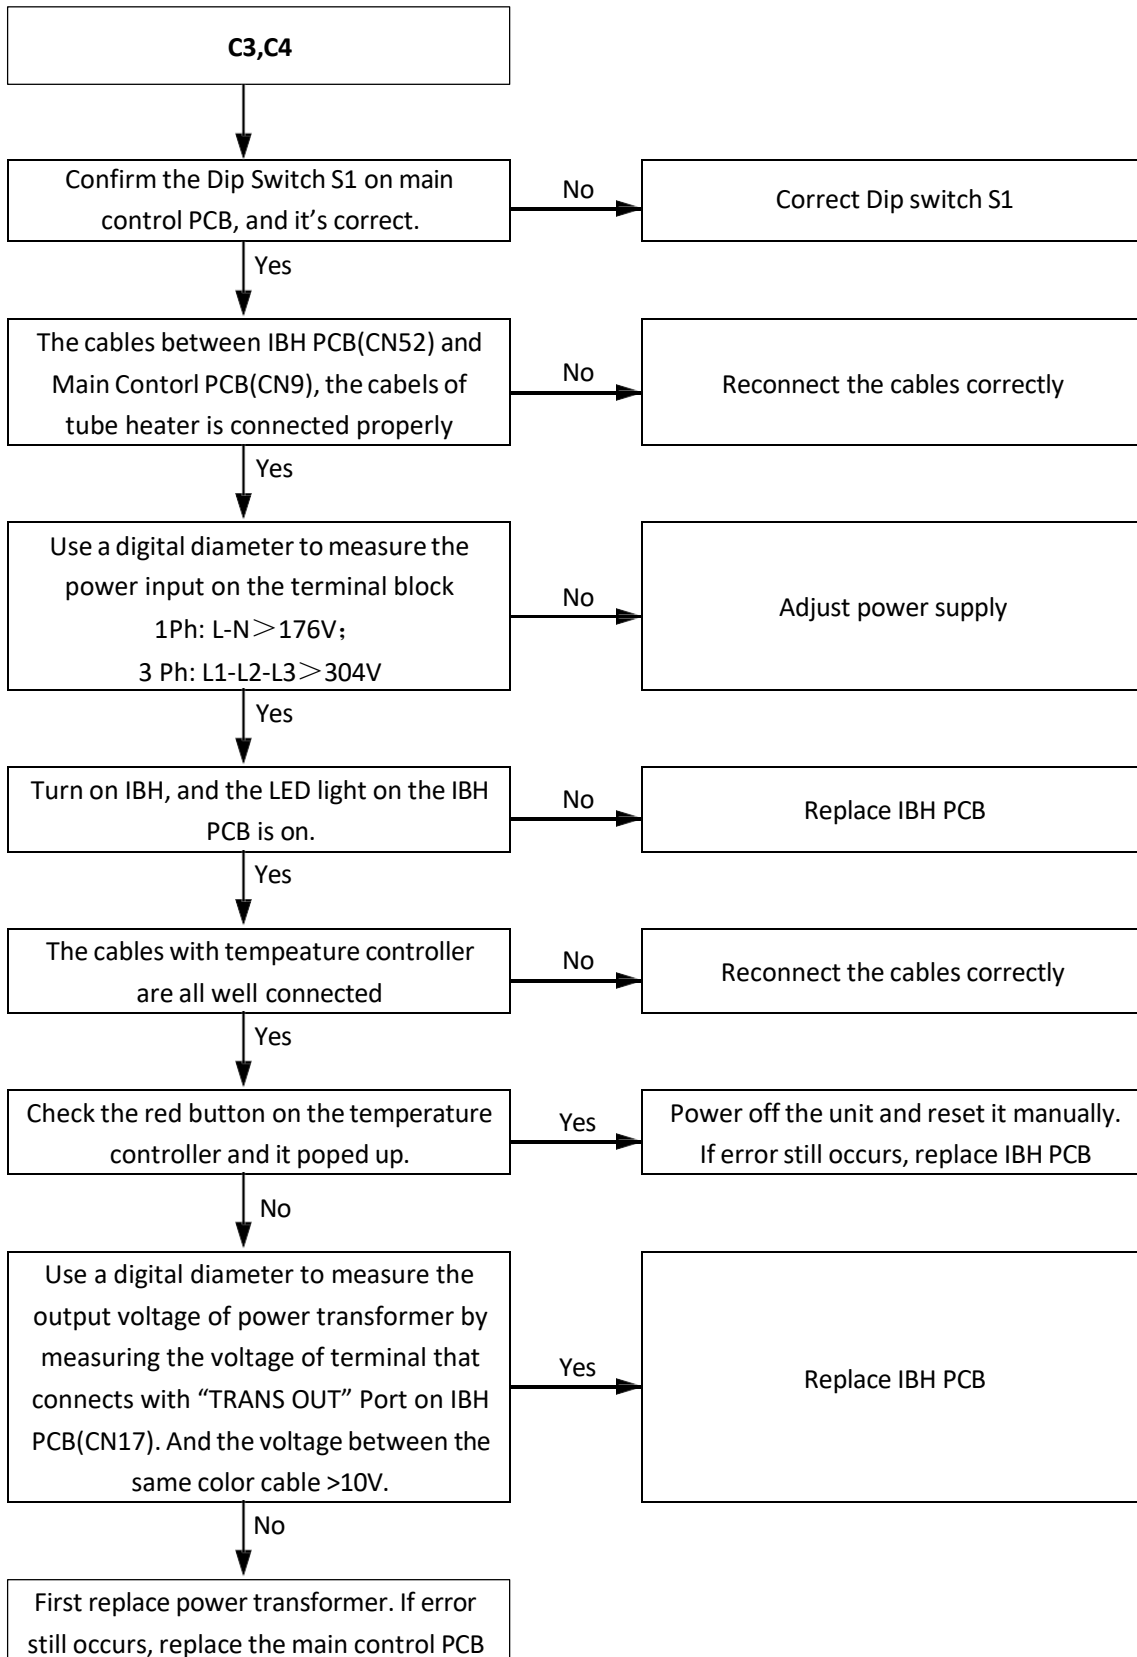 C3,C4
Confirm the Dip Switch S1 on main
control PCB, and it’s correct.
No
Correct Dip switch S1
Yes
The cables between IBH PCB(CN52) and
Main Contorl PCB(CN9), the cabels of
tube heater is connected properly
No
Reconnect the cables correctly
Yes
Use a digital diameter to measure the
power input on the terminal block
1Ph: L-N＞176V；
3 Ph: L1-L2-L3＞304V
No
Adjust power supply
Yes
Turn on IBH, and the LED light on the IBH
PCB is on.
No
Replace IBH PCB
Yes
The cables with tempeature controller
are all well connected
No
Reconnect the cables correctly
Yes
Check the red button on the temperature
controller and it poped up.
Yes
Power off the unit and reset it manually.
If error still occurs, replace IBH PCB
No
Use a digital diameter to measure the
output voltage of power transformer by
measuring the voltage of terminal that
connects with “TRANS OUT” Port on IBH
PCB(CN17). And the voltage between the
same color cable >10V.
Yes
Replace IBH PCB
No
First replace power transformer. If error
still occurs, replace the main control PCB